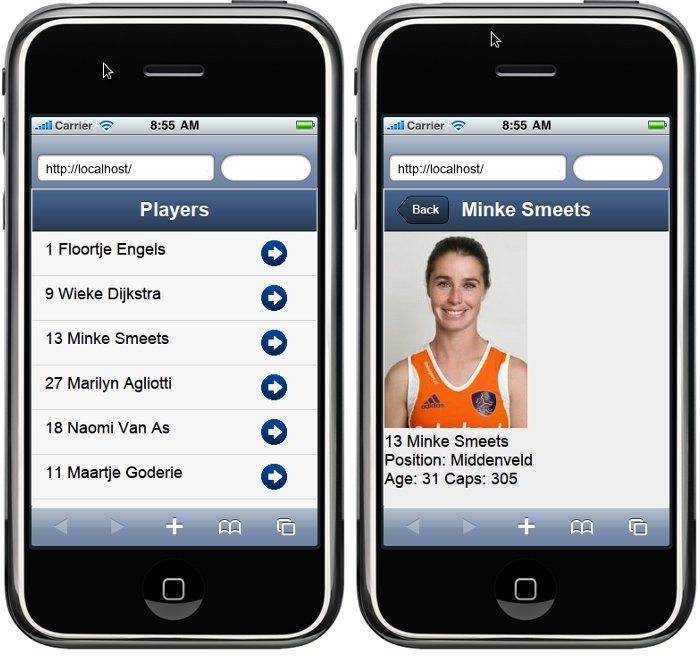 Carrier 8:55 AM
http://localhost/
Players
1 Floortje Engels
9 Wieke Dijkstra
13 Minke Smeets
27 Marilyn Agliotti
18 Naomi Van As
11 Maartje Goderie
Carrier 8:55 AM
http://localhost/
Back Minke Smeets
adidas
13 Minke Smeets
Position: Middenveld
Age: 31 Caps: 305